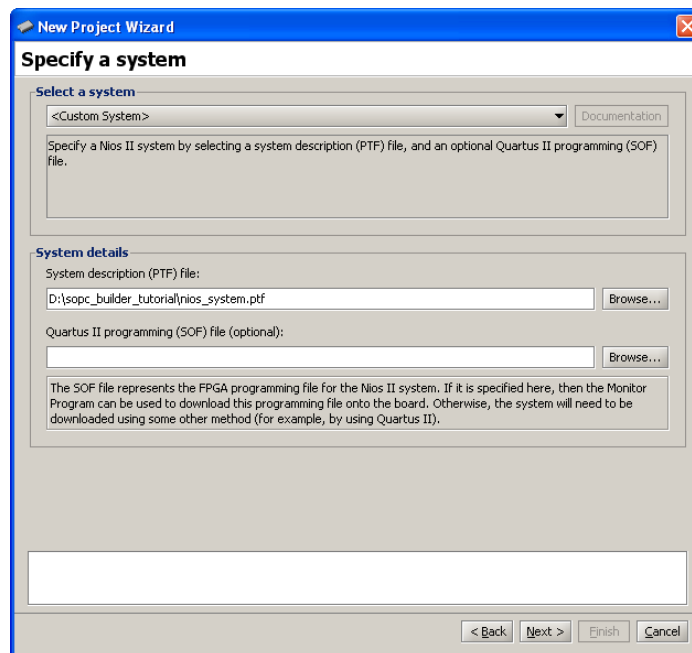 New Project Wizard
Specify a system
Select a system
<Custom System>
Documentation
Specify a Nios II system by selecting a system description (PTF) file, and an optional Quartus II programming (SOF)
file.
System details
System description (PTF) file:
D:\sopc_builder_tutorial\nios_system.ptf
Browse...
Quartus II programming (SOF) file (optional):
Browse...
The SOF file represents the FPGA programming file for the Nios II system. If it is specified here, then the Monitor
Program can be used to download this programming file onto the board. Otherwise, the system will need to be
downloaded using some other method (for example, by using Quartus II).
< Back
Next >
Finish
Cancel